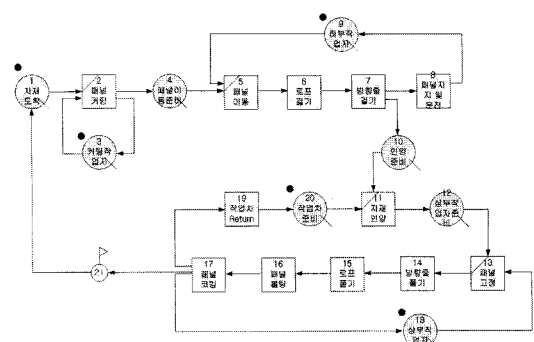 1
자재
도착
2
패널
커팅
3
커팅작
업자
4
패널이
동준비
5
패널
이동
6
로프
걸기
7
방향줄
걸기
8
패널지
지 및
운전
9
하부작
업자
10
인양
준비
11
자재
인양
12
상부작
업자준
비
13
패널
고정
14
방향줄
풀기
15
로프
풀기
16
패널
17
패널
코킹
18
상부작
업자
19
작업차
Return
20
작업차
준비
21